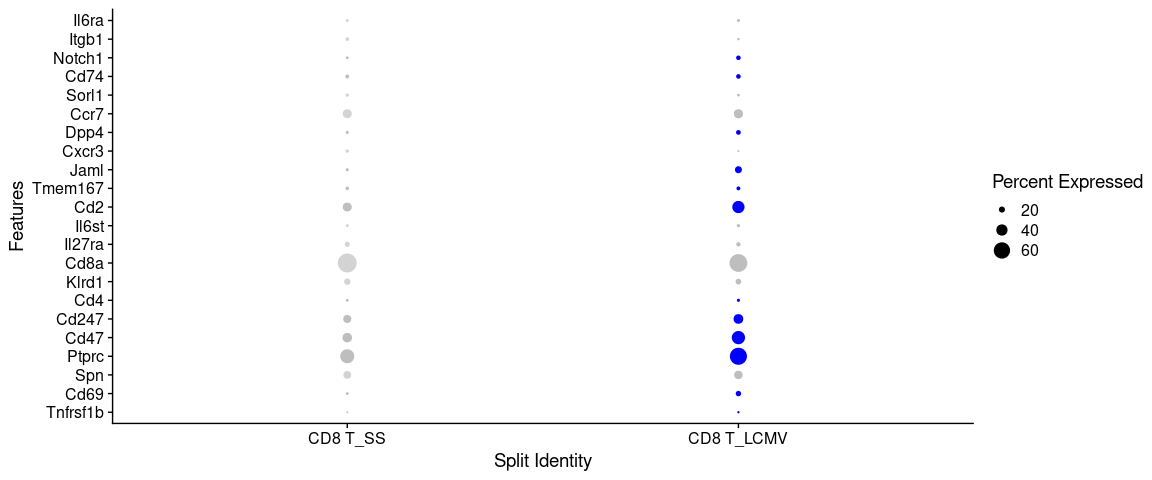 Il6ra
Itgb1
Notch1
Cd74
Sorl1
Ccr7
Dpp4
Cxcr3
Jaml
Tmem167
Cd2
Il6st
Il27ra
Cd8a
Klrd1
Cd4
Cd247
Cd47
Ptprc
Spn
Cd69
Tnfrsf1b
Features
CD8 T_SS
CD8 T_LCMV
Split Identity
Percent Expressed
20
40
60